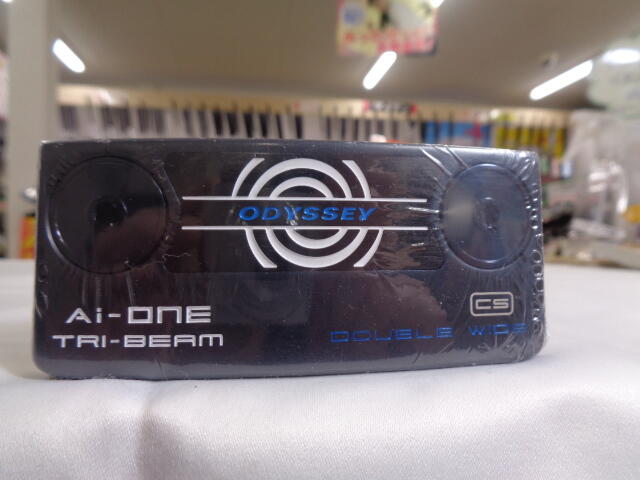 ODYSSEY
Ai-ONE
TRI-BEAM
CS
DOUBLE WIDE